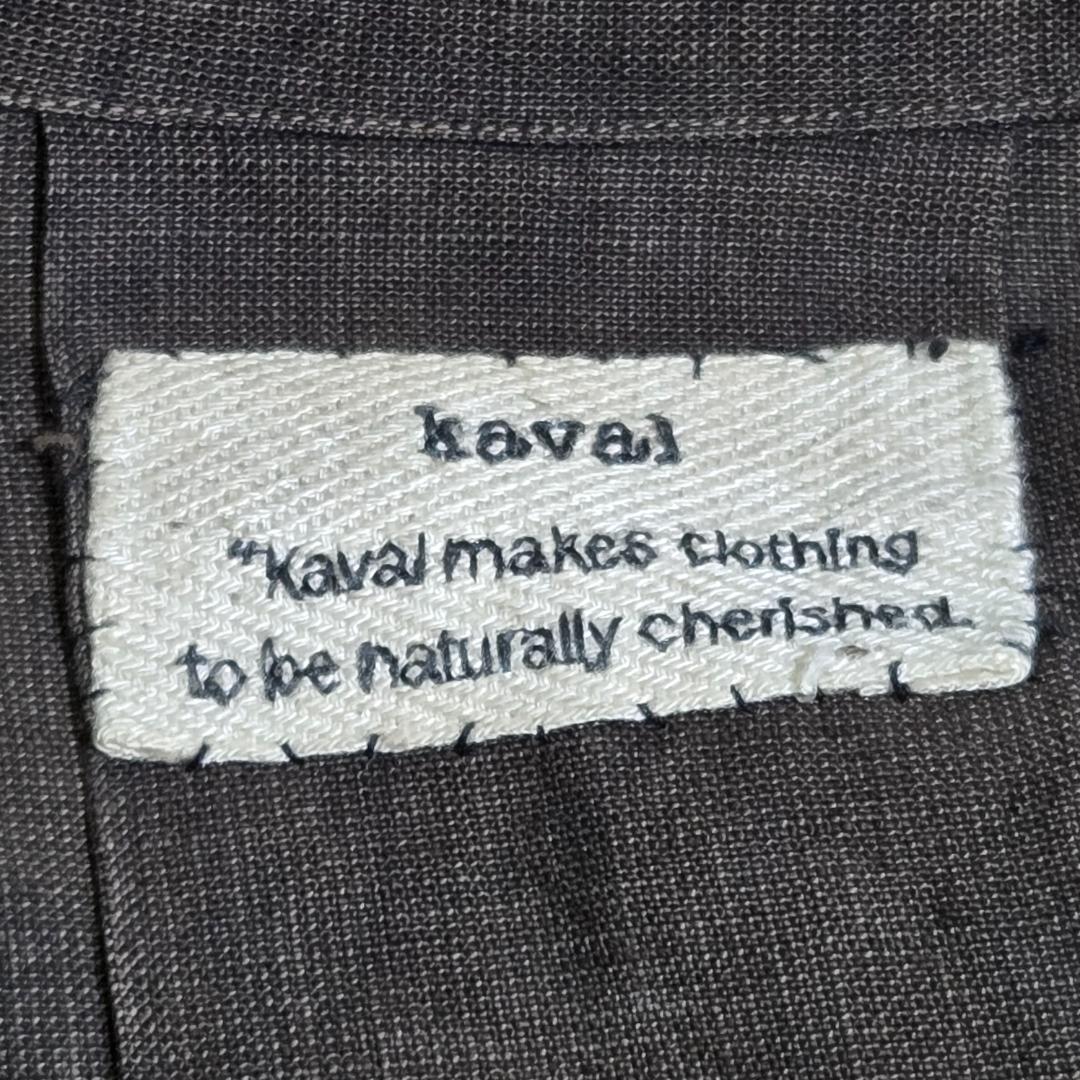 kaval
"Kaval makes clothing
to be naturally cherished.